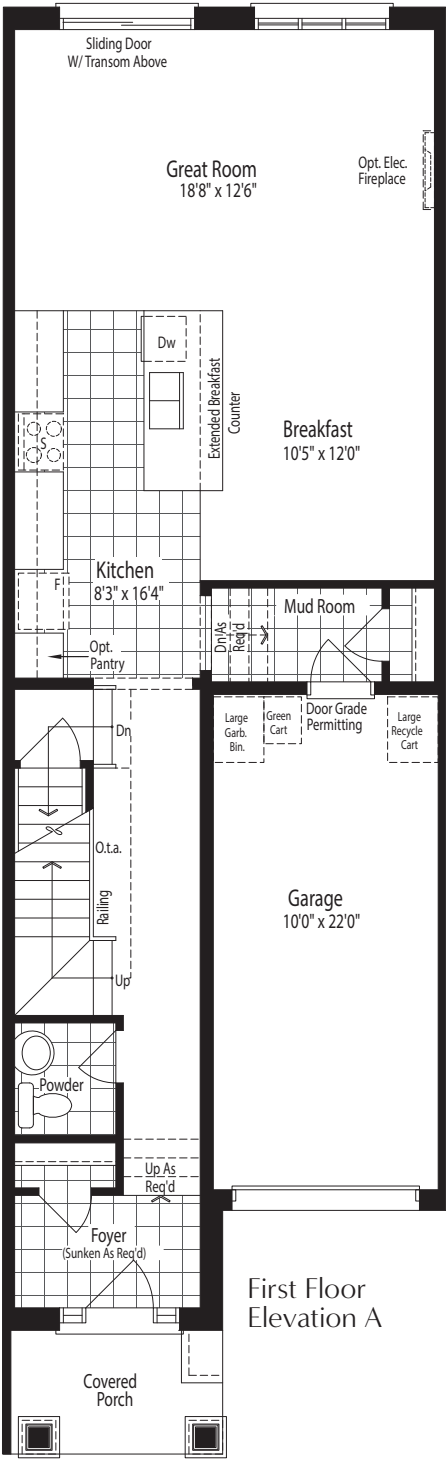 Sliding Door
W/ Transom Above
Great Room
18'8" x 12'6"
Opt. Elec.
Fireplace
Dw
Extended Breakfast
Counter
S
Breakfast
10'5" x 12'0"
Kitchen
8'3" x 16'4"
F
Opt.
Pantry
Mud Room
Dn As
Req'd
Dn
Large
Garb.
Bin.
Green
Cart
Door Grade
Permitting
Large
Recycle
Cart
O.t.a.
Railing
Garage
10'0" x 22'0"
Up
Powder
Up As
Req'd
Foyer
(Sunken As Req'd)
First Floor
Elevation A
Covered
Porch